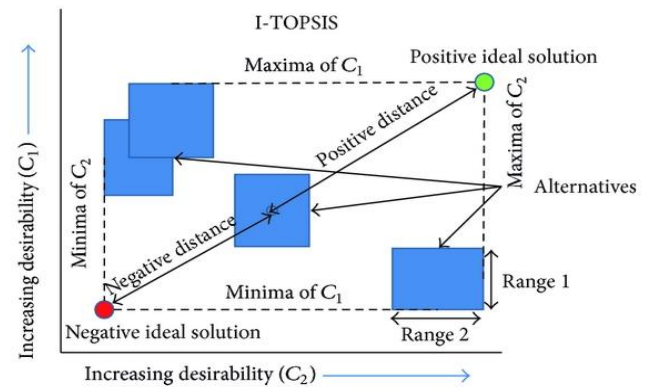 I-TOPSIS
Positive ideal solution
Maxima of C1
Maxima of C2
Positive distance
Increasing desirability (C1)
Minima of C2
Alternatives
Negative distance
Minima of C1
Range 1
Negative ideal solution
Range 2
Increasing desirability (C2)